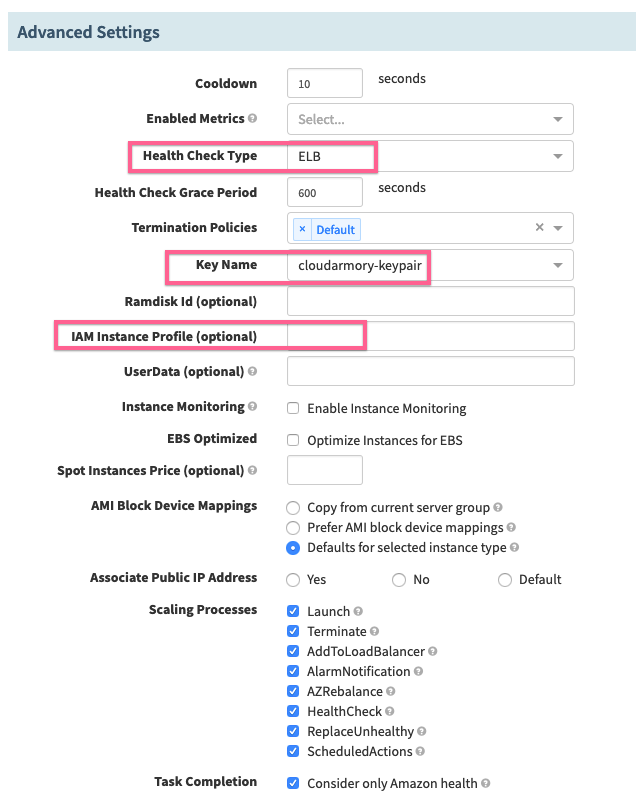 Advanced Settings
Cooldown 10 seconds
Enabled Metrics ? Select...
Health Check Type ELB
Health Check Grace Period 600 seconds
Termination Policies × Default ×
Key Name cloudarmory-keypair
Ramdisk Id (optional)
IAM Instance Profile (optional)
UserData (optional) ?
Instance Monitoring ? Enable Instance Monitoring
EBS Optimized Optimize Instances for EBS
Spot Instances Price (optional) ?
AMI Block Device Mappings Copy from current server group ?
Prefer AMI block device mappings ?
Defaults for selected instance type ?
Associate Public IP Address Yes No Default
Scaling Processes Launch ?
Terminate ?
AddToLoadBalancer ?
AlarmNotification ?
AZRebalance ?
HealthCheck ?
ReplaceUnhealthy ?
ScheduledActions ?
Task Completion Consider only Amazon health ?